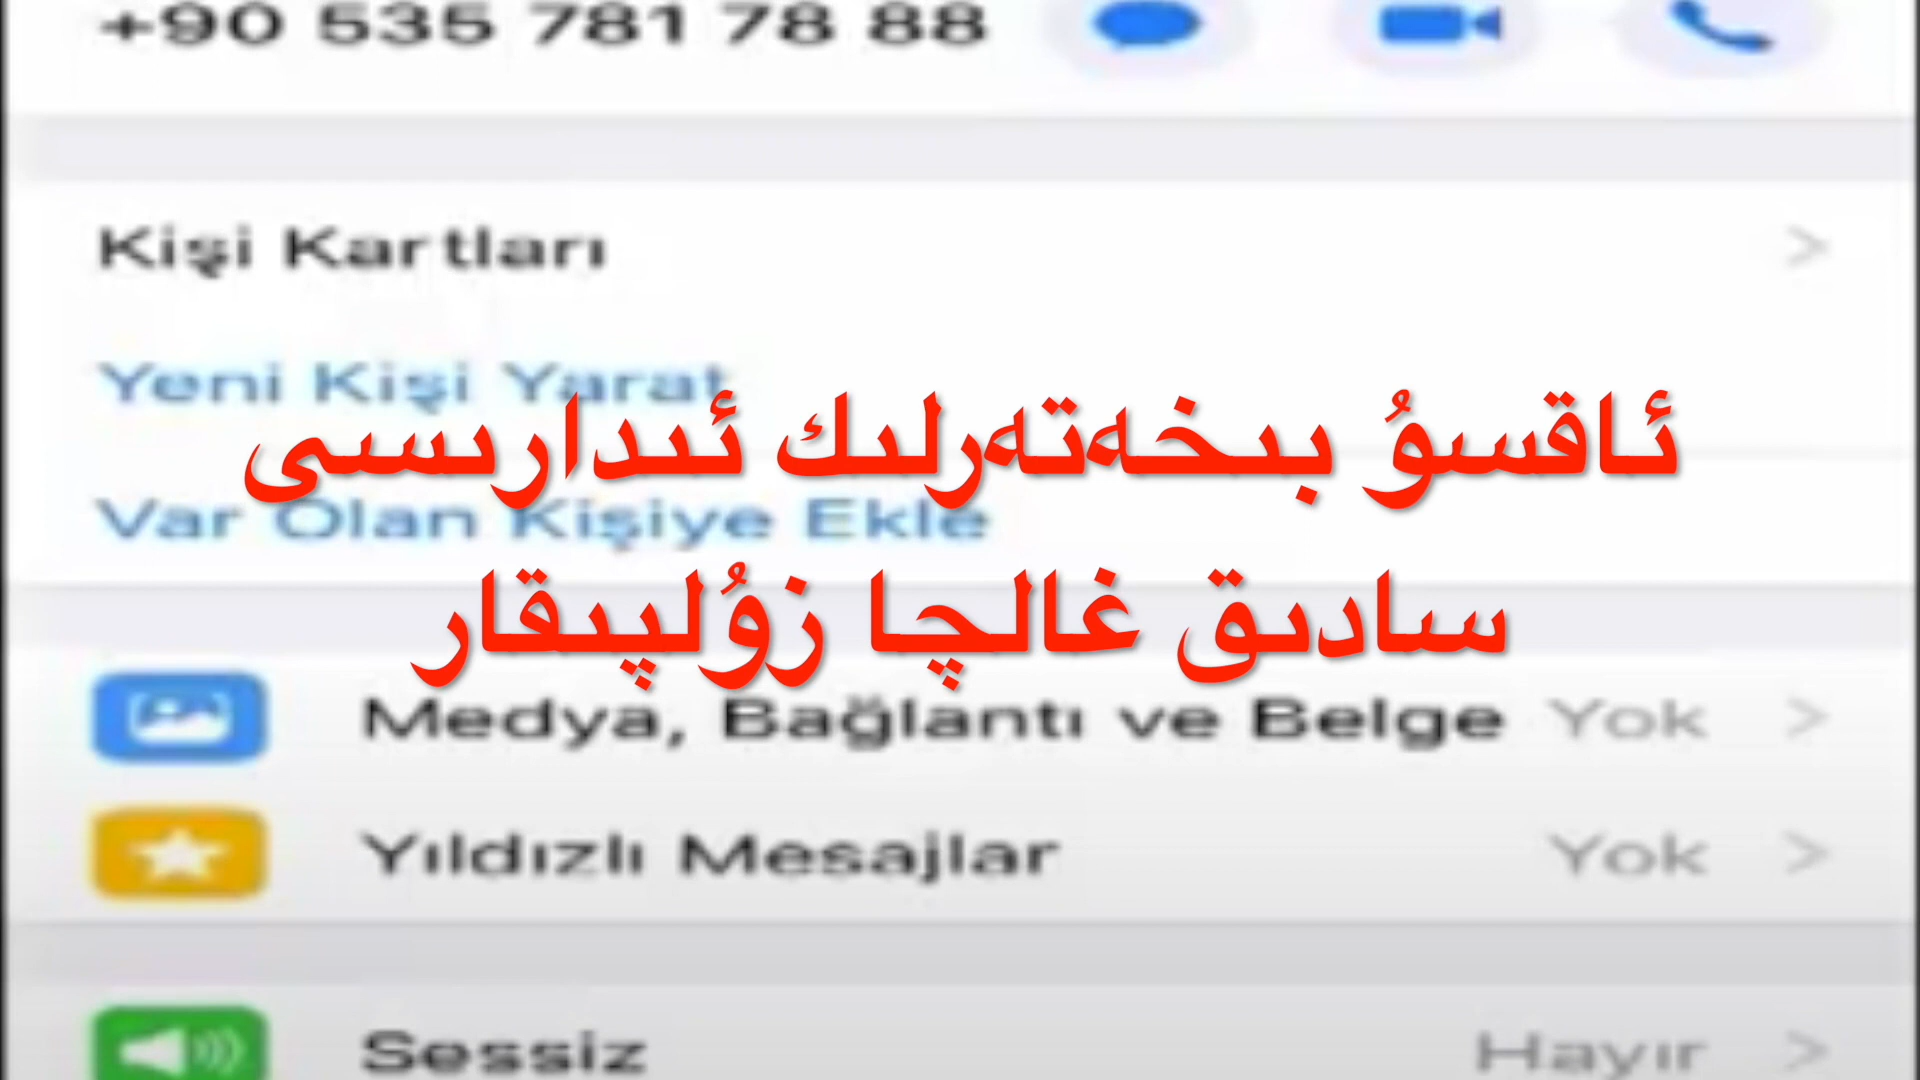 +90 535 781 78 88
Kişi Kartları
Yeni Kişi Yarat
ئاقسۇ بىخەتەرلىك ئىدارىسى
Var Olan Kişiye Ekle
سادىق غالچا زۇلپىقار
Medya, Bağlantı ve Belge Yok
Yıldızlı Mesajlar Yok
Sessiz Hayır